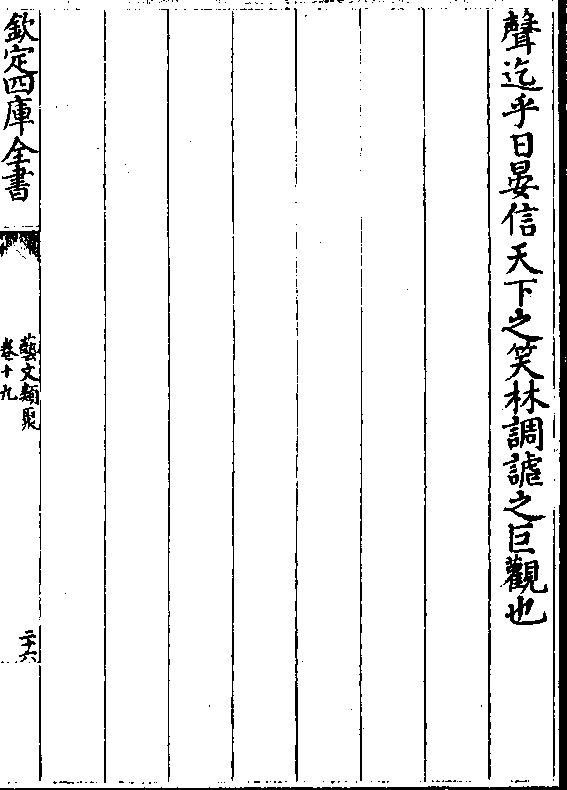 聲迄乎日晏信天下之笑林調謔之巨觀也
欽定四庫全書
藝文類聚
卷十九
二十六